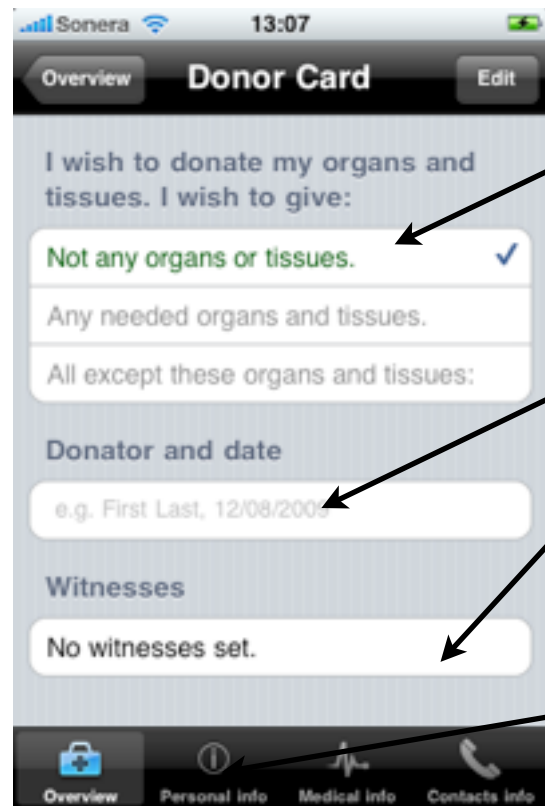 Sonera 13:07
Overview Donor Card Edit
I wish to donate my organs and
tissues. I wish to give:
Not any organs or tissues.
Any needed organs and tissues.
All except these organs and tissues:
Donator and date
e.g. First Last, 12/08/2009
Witnesses
No witnesses set.
Overview Personal info Medical info Contacts info